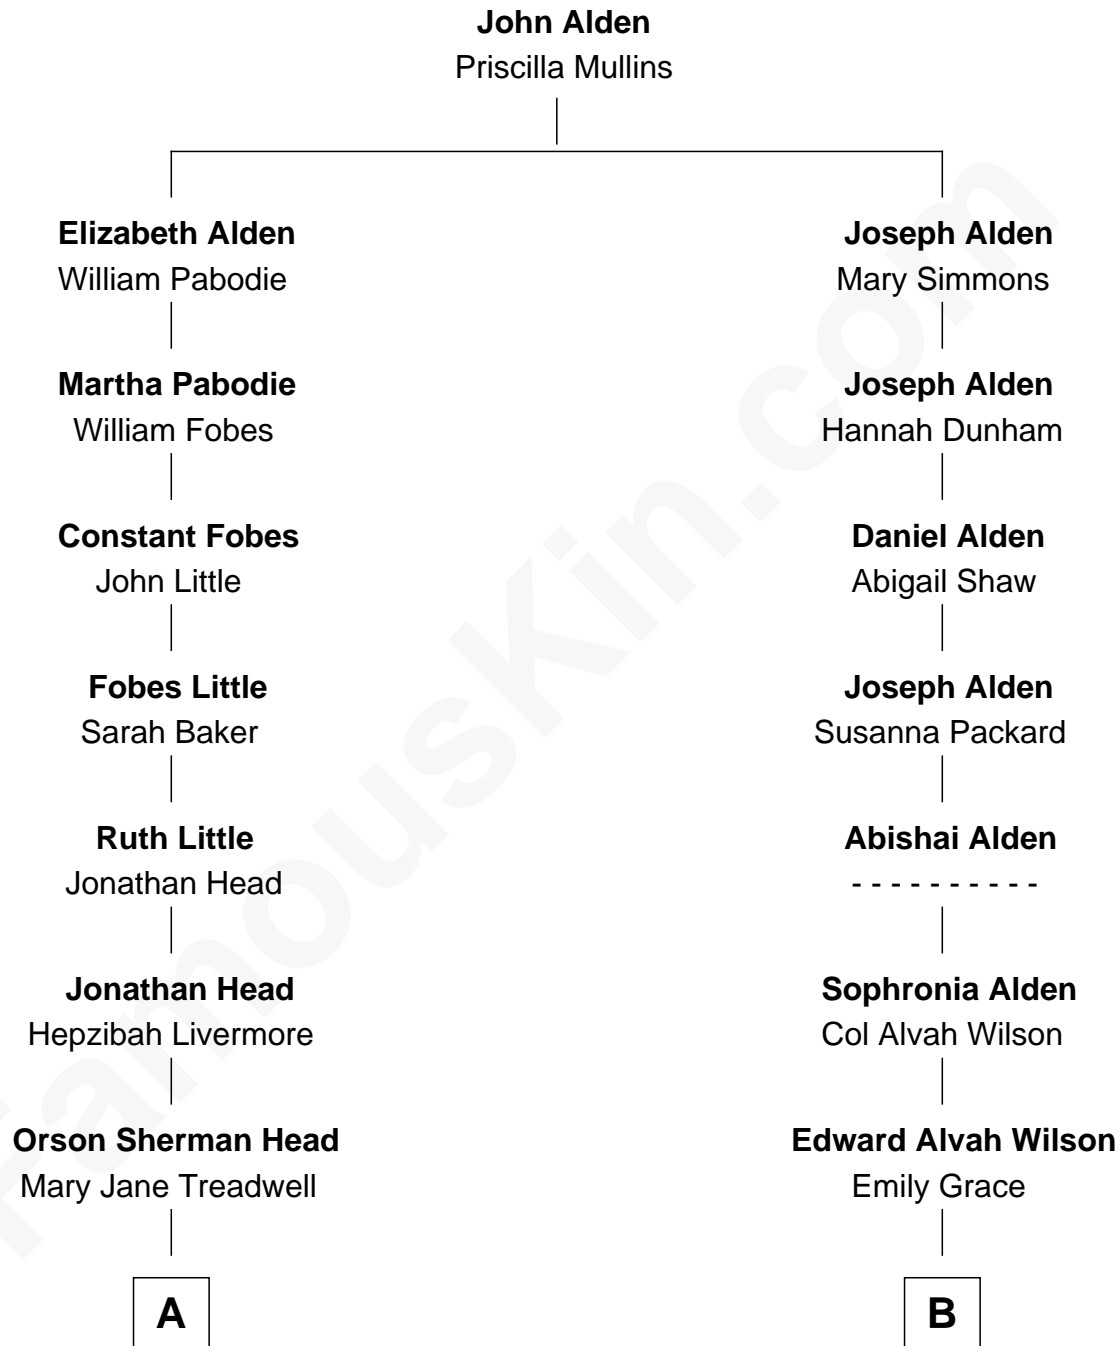 John Alden
Priscilla Mullins
Elizabeth Alden
William Pabodie
Joseph Alden
Mary Simmons
Martha Pabodie
William Fobes
Joseph Alden
Hannah Dunham
Constant Fobes
John Little
Daniel Alden
Abigail Shaw
Fobes Little
Sarah Baker
Joseph Alden
Susanna Packard
Ruth Little
Jonathan Head
Abishai Alden
- - - - - - - - - -
Jonathan Head
Hepzibah Livermore
Sophronia Alden
Col Alvah Wilson
Orson Sherman Head
Mary Jane Treadwell
Edward Alvah Wilson
Emily Grace
A
B
FamousKin.com